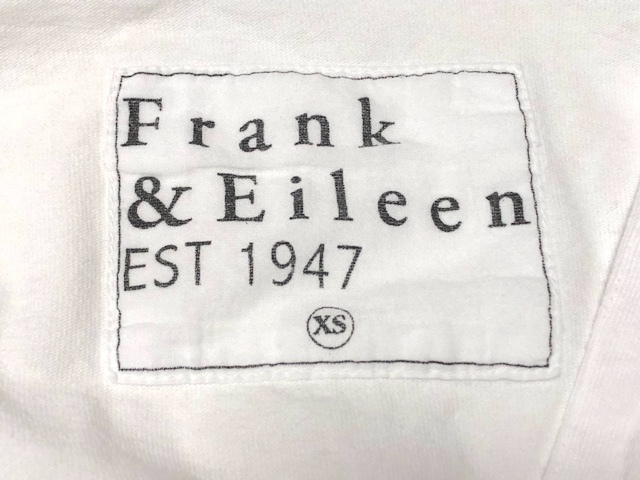 Frank
& Eileen
EST 1947
XS